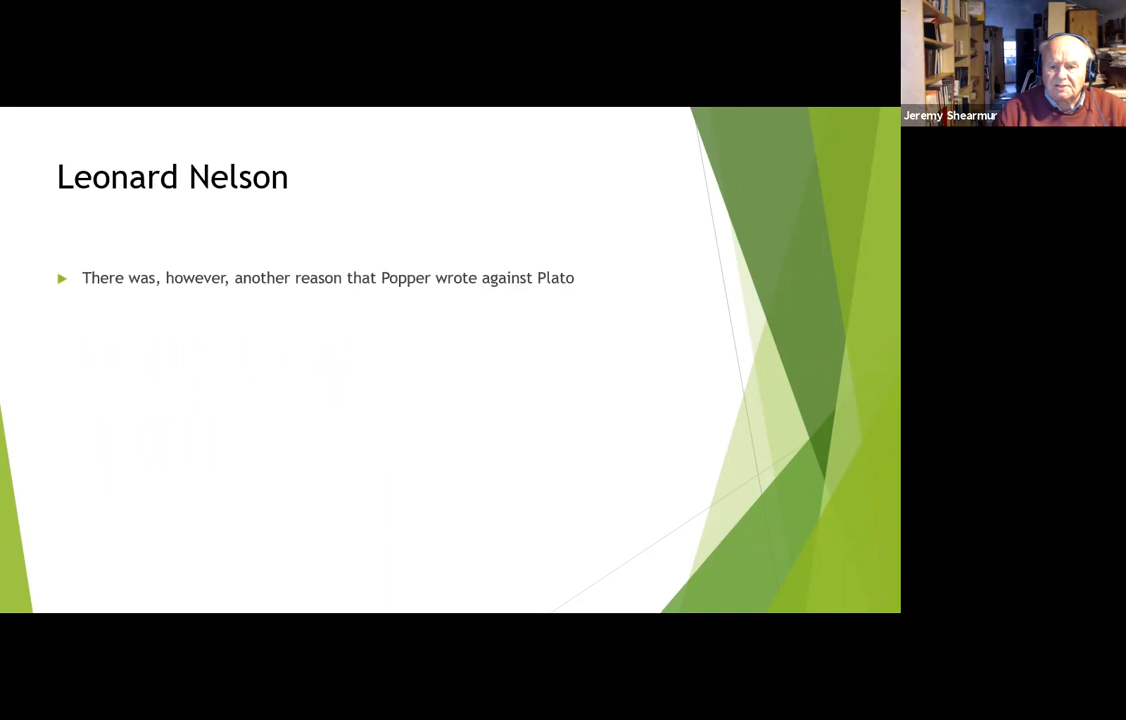 Leonard Nelson
There was, however, another reason that Popper wrote against Plato
Jeremy Shearmur